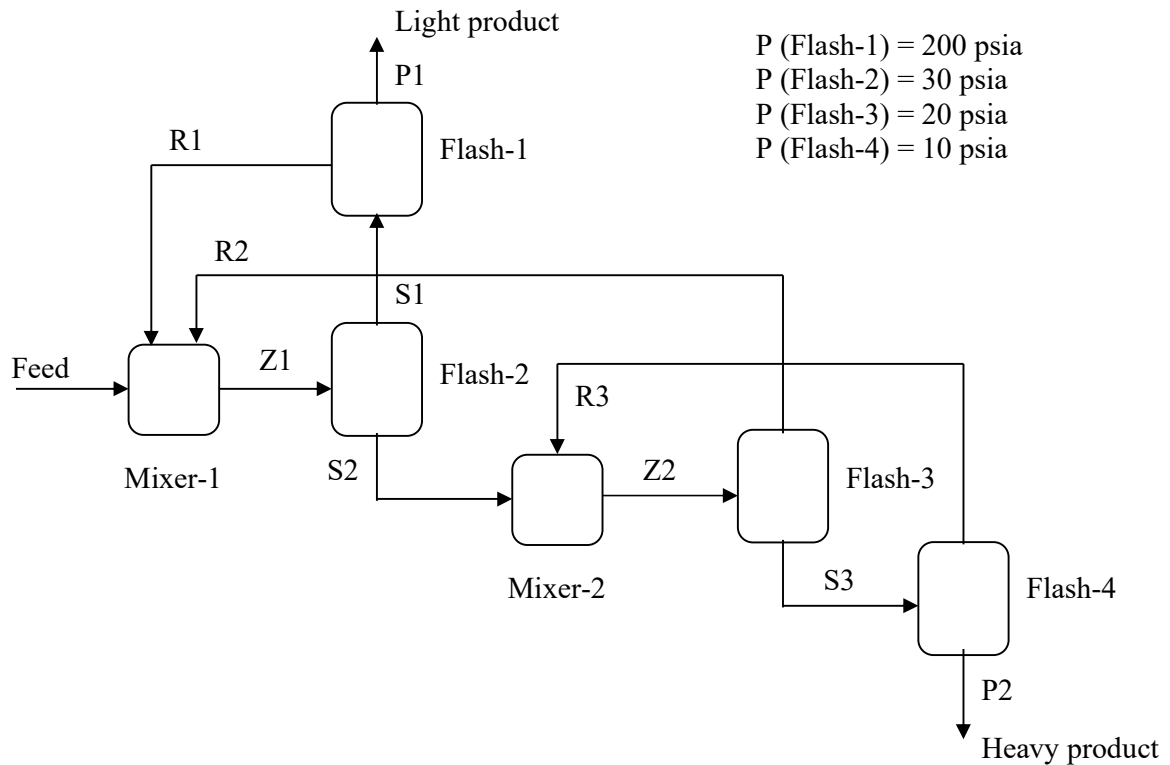 Light product
P (Flash-1) = 200 psia
P (Flash-2) = 30 psia
P (Flash-3) = 20 psia
P (Flash-4) = 10 psia
P1
R1
Flash-1
R2
S1
Feed
Z1
Flash-2
R3
Mixer-1
S2
Z2
Flash-3
Mixer-2
S3
Flash-4
P2
Heavy product